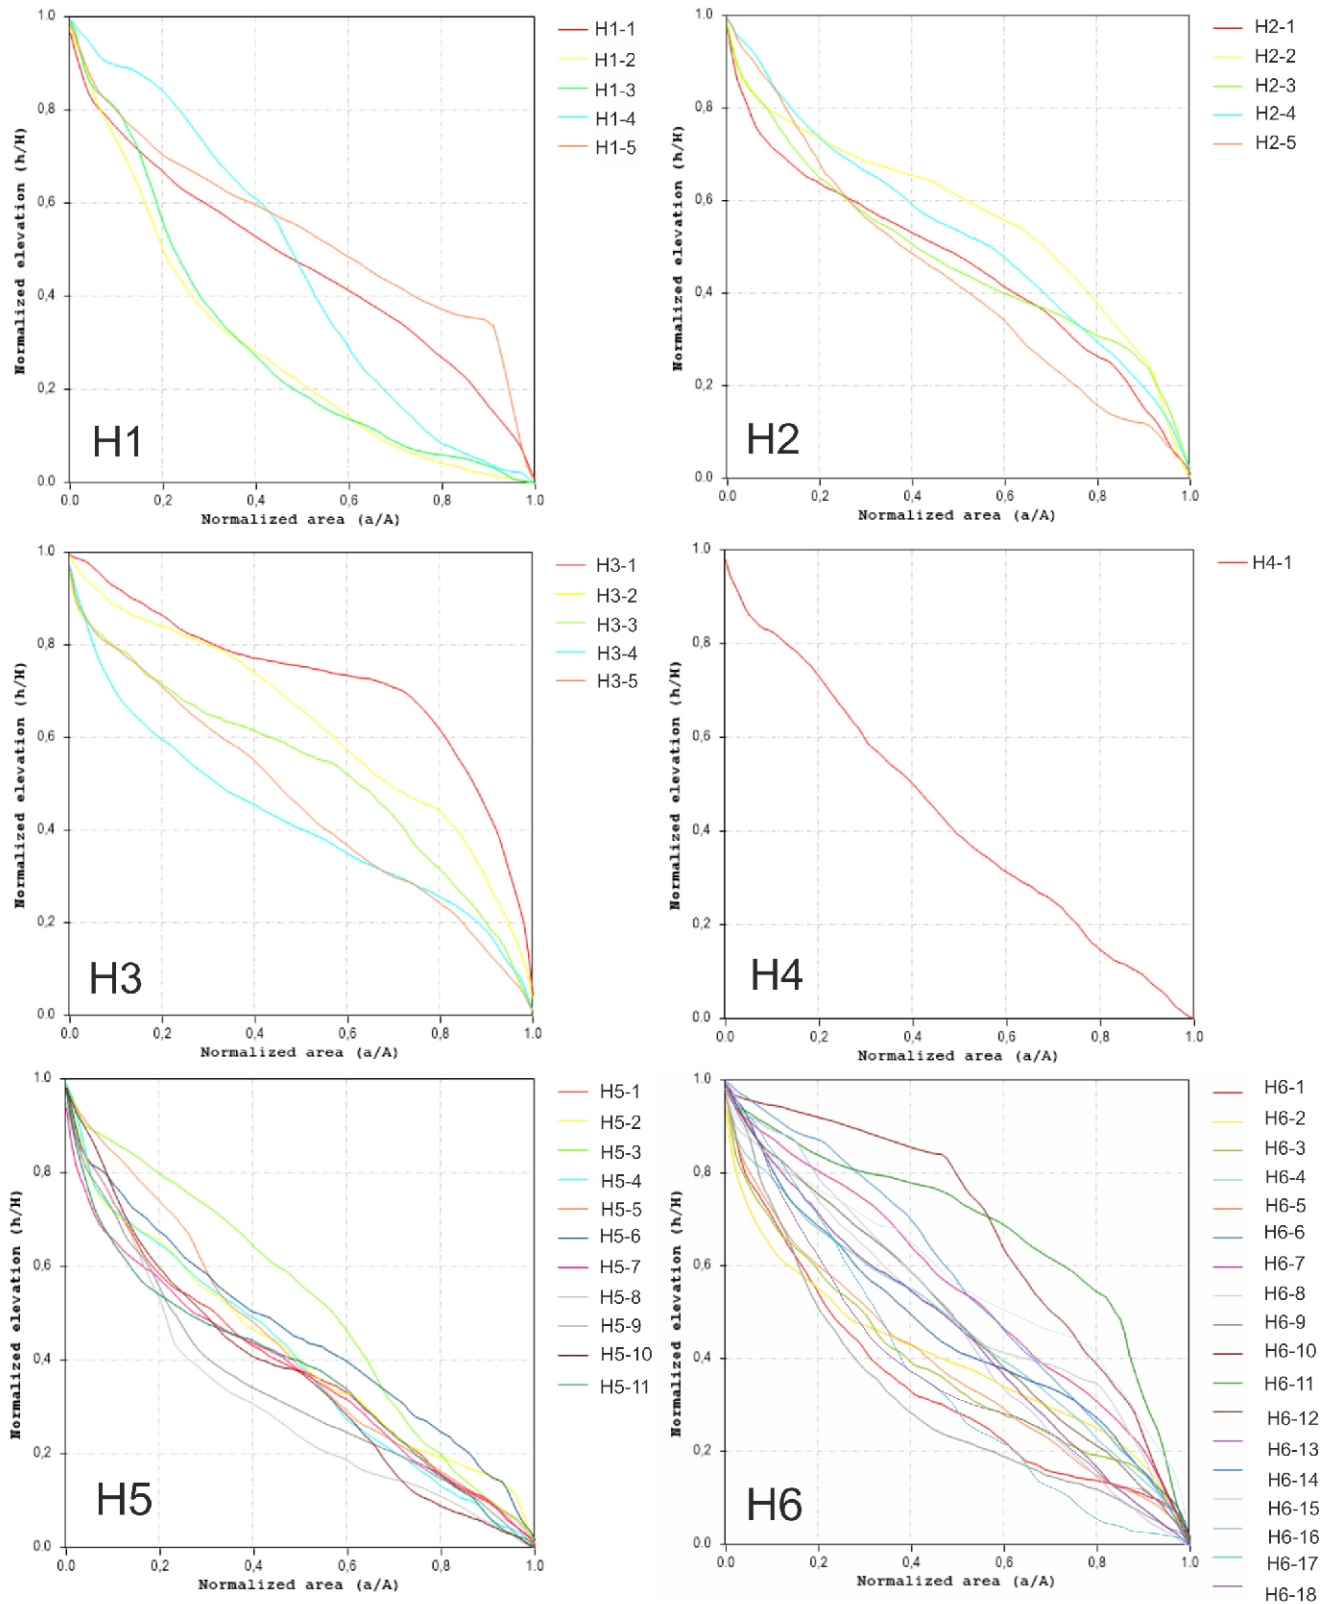 1.0
0,8
0,6
0,4
0,2
0.0
Normalized elevation (h/H)
H1
0.0 0,2 0,4 0,6 0,8 1.0
Normalized area (a/A)
H1-1
H1-2
H1-3
H1-4
H1-5
1.0
0,8
0,6
0,4
0,2
0.0
Normalized elevation (h/H)
H2
0.0 0,2 0,4 0,6 0,8 1.0
Normalized area (a/A)
H2-1
H2-2
H2-3
H2-4
H2-5
1.0
0,8
0,6
0,4
0,2
0.0
Normalized elevation (h/H)
H3
0.0 0,2 0,4 0,6 0,8 1.0
Normalized area (a/A)
H3-1
H3-2
H3-3
H3-4
H3-5
1.0
0,8
0,6
0,4
0,2
0.0
Normalized elevation (h/H)
H4
0.0 0,2 0,4 0,6 0,8 1.0
Normalized area (a/A)
H4-1
1.0
0,8
0,6
0,4
0,2
0.0
Normalized elevation (h/H)
H5
0.0 0,2 0,4 0,6 0,8 1.0
Normalized area (a/A)
H5-1
H5-2
H5-3
H5-4
H5-5
H5-6
H5-7
H5-8
H5-9
H5-10
H5-11
1.0
0,8
0,6
0,4
0,2
0.0
Normalized elevation (h/H)
H6
0.0 0,2 0,4 0,6 0,8 1.0
Normalized area (a/A)
H6-1
H6-2
H6-3
H6-4
H6-5
H6-6
H6-7
H6-8
H6-9
H6-10
H6-11
H6-12
H6-13
H6-14
H6-15
H6-16
H6-17
H6-18